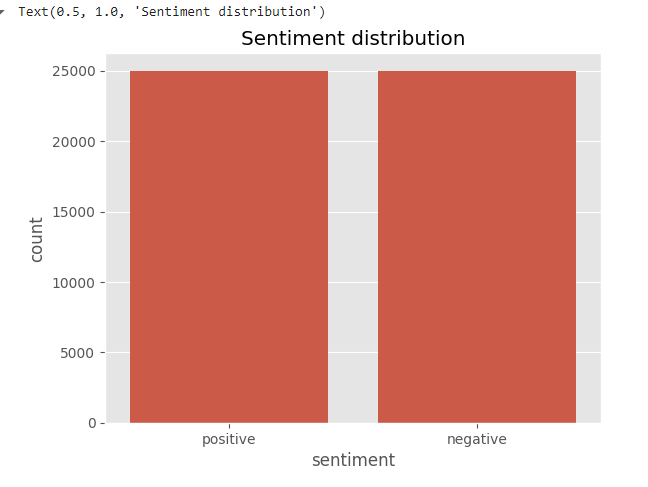 Text(0.5, 1.0, 'Sentiment distribution')
Sentiment distribution
25000
20000
15000
10000
5000
0
count
positive negative
sentiment